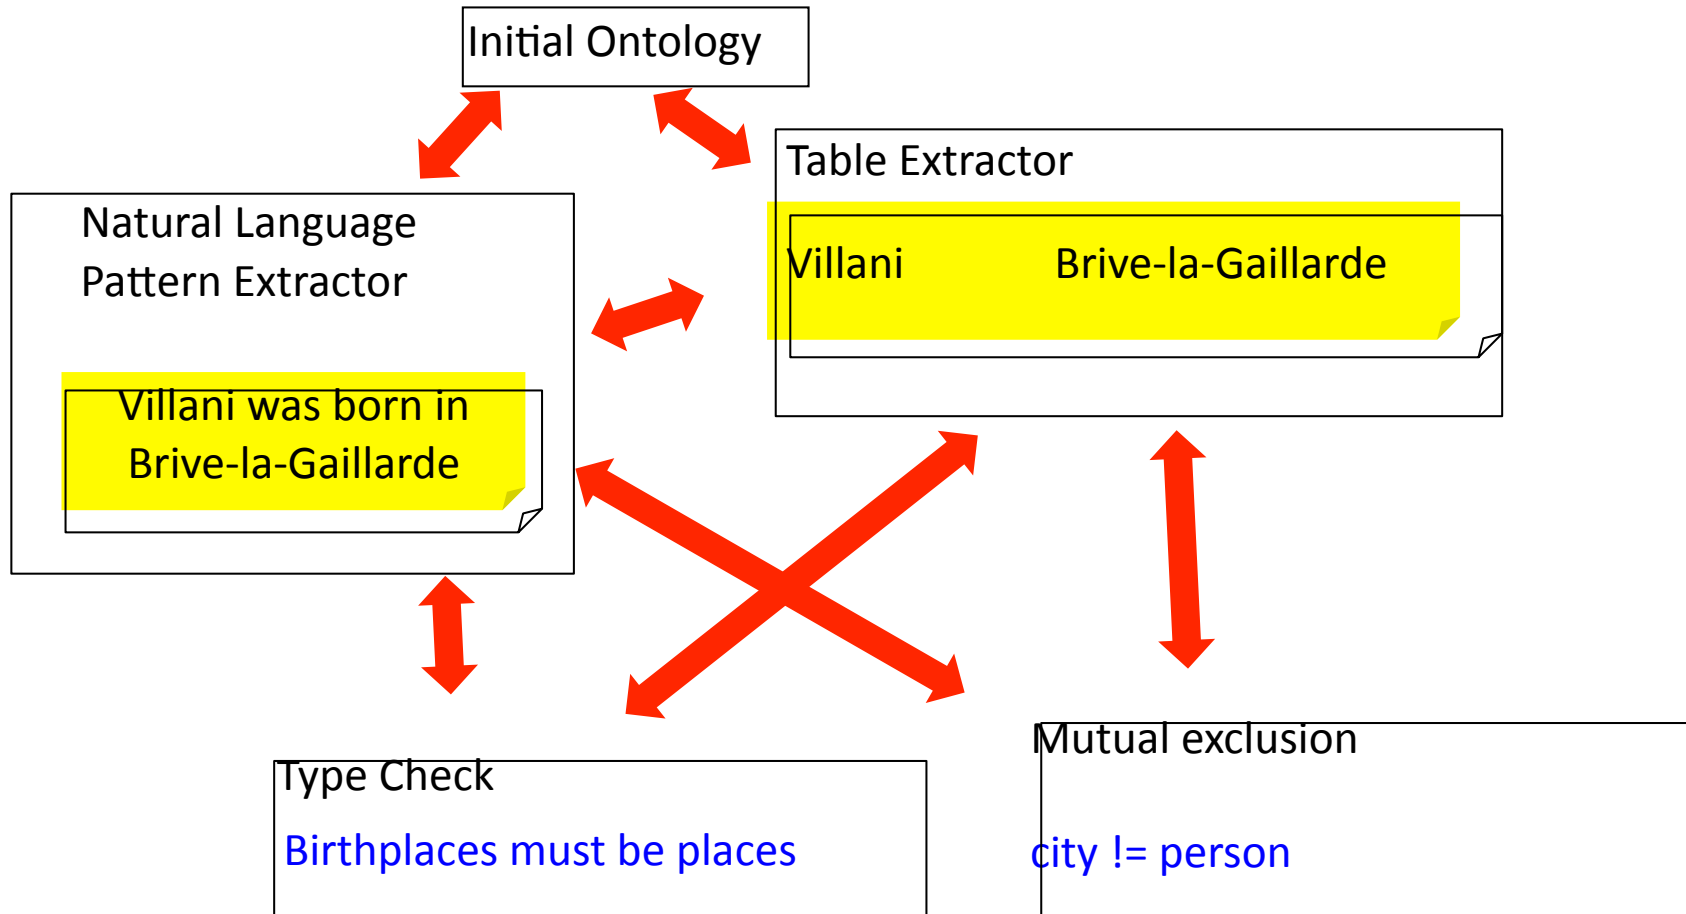 Initial Ontology
Table Extractor
Villani Brive-la-Gaillarde
Natural Language
Pattern Extractor
Villani was born in
Brive-la-Gaillarde
Type Check
Birthplaces must be places
Mutual exclusion
city != person